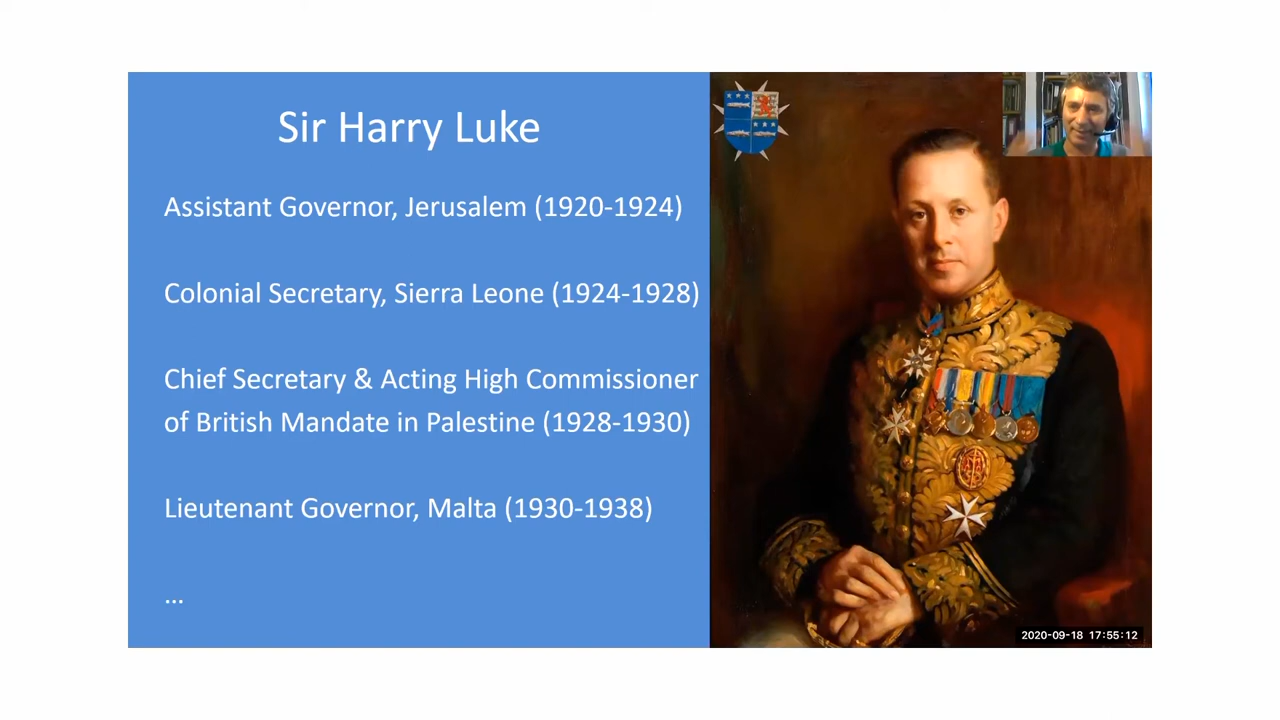 Sir Harry Luke
Assistant Governor, Jerusalem (1920-1924)
Colonial Secretary, Sierra Leone (1924-1928)
Chief Secretary & Acting High Commissioner
of British Mandate in Palestine (1928-1930)
Lieutenant Governor, Malta (1930-1938)
...
2020-09-18 17:55:12